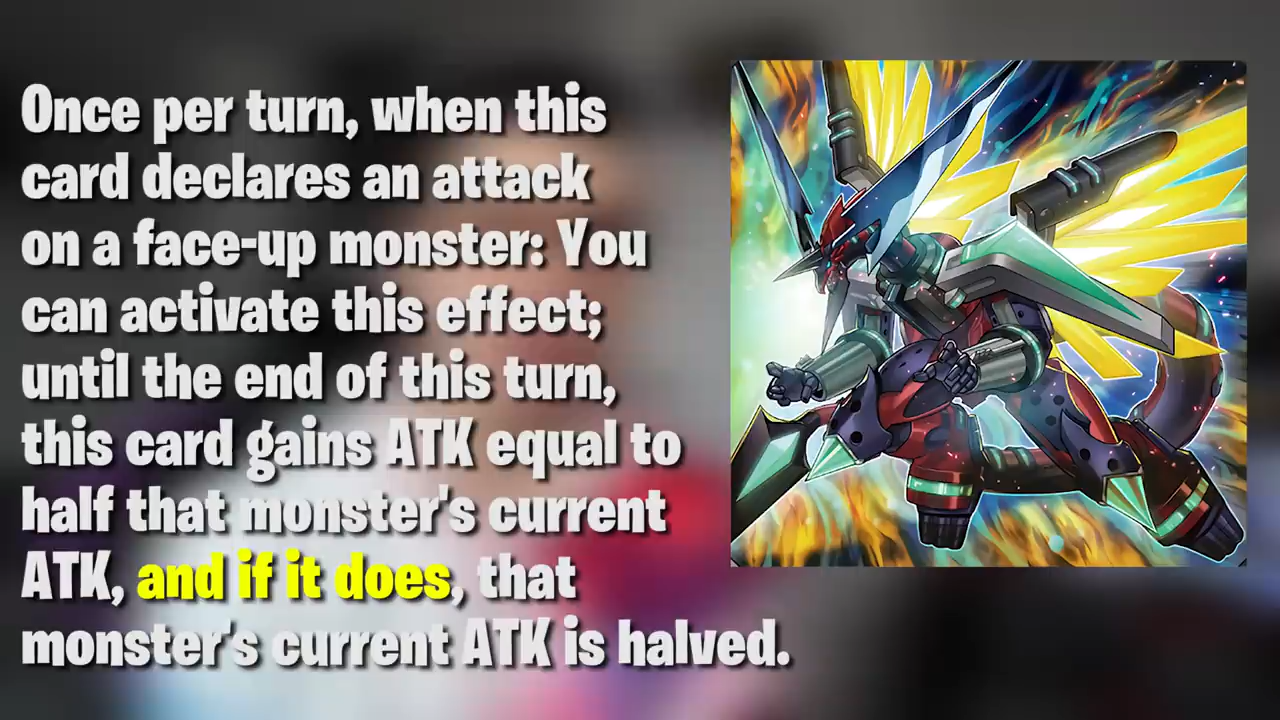 Once per turn, when this
card declares an attack
on a face-up monster: You
can activate this effect;
until the end of this turn,
this card gains ATK equal to
half that monster's current
ATK, and if it does, that
monster's current ATK is halved.